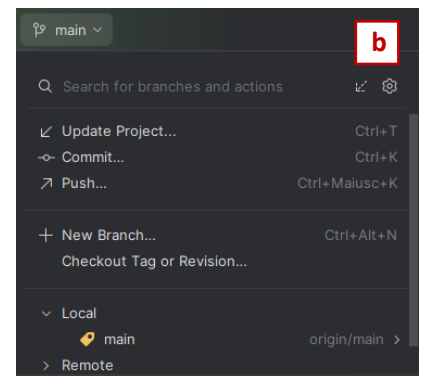 main
b
Search for branches and actions
Update Project... Ctrl+T
Commit... Ctrl+K
Push... Ctrl+Maiusc+K
New Branch... Ctrl+Alt+N
Checkout Tag or Revision...
Local
main origin/main
Remote